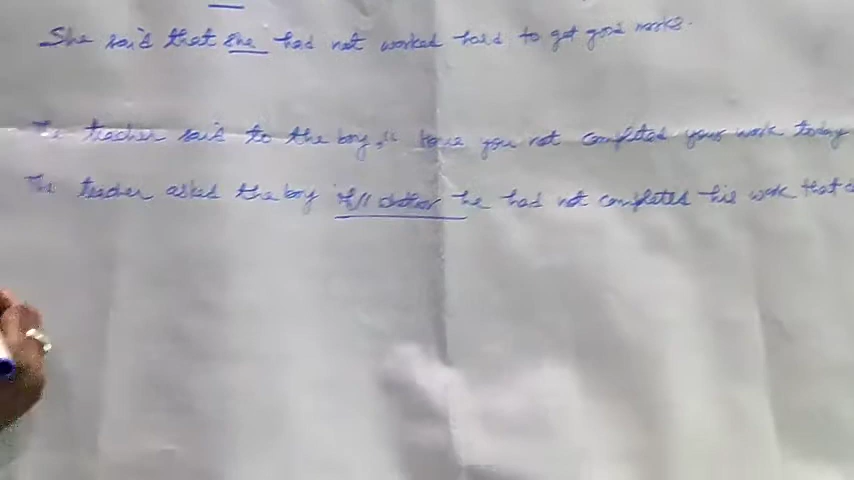 She said that she had not worked hard to get good marks.
The teacher said to the boy, "Have you not completed your work today
The teacher asked the boy if/whether he had not completed his work that